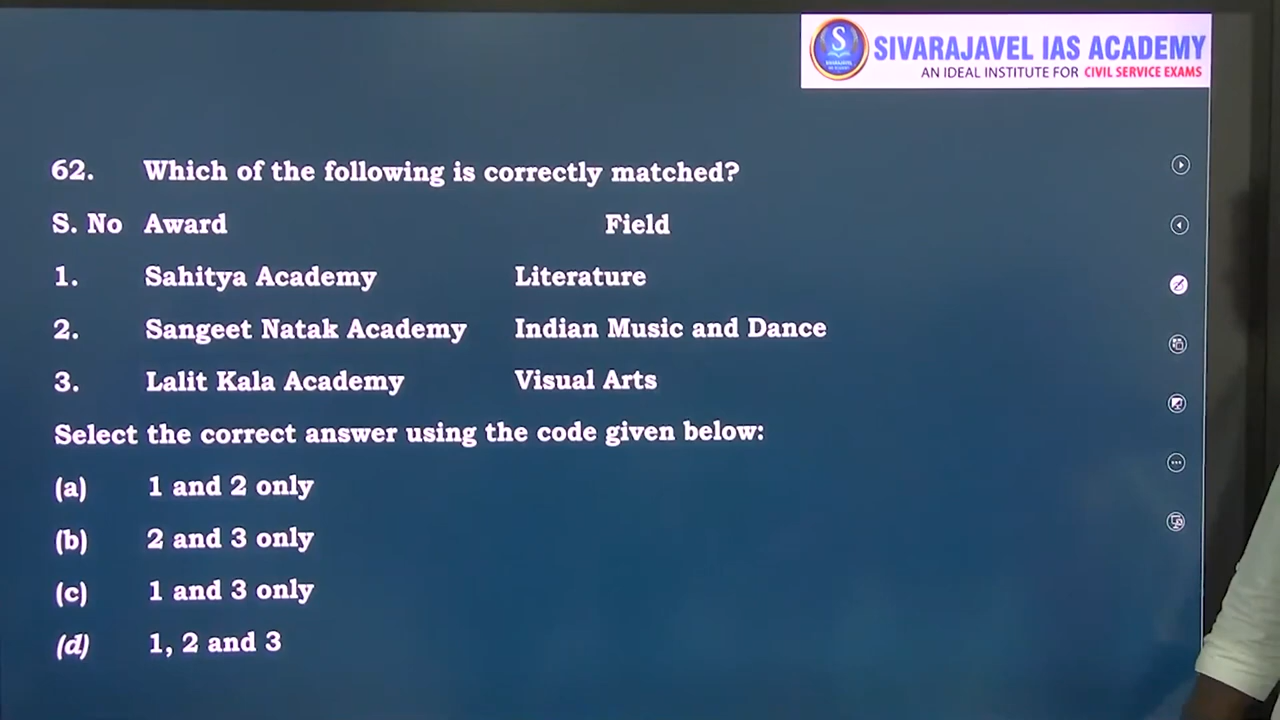 SIVARAJAVEL IAS ACADEMY
AN IDEAL INSTITUTE FOR CIVIL SERVICE EXAMS
62. Which of the following is correctly matched?
S. No Award Field
1. Sahitya Academy Literature
2. Sangeet Natak Academy Indian Music and Dance
3. Lalit Kala Academy Visual Arts
Select the correct answer using the code given below:
(a) 1 and 2 only
(b) 2 and 3 only
(c) 1 and 3 only
(d) 1, 2 and 3